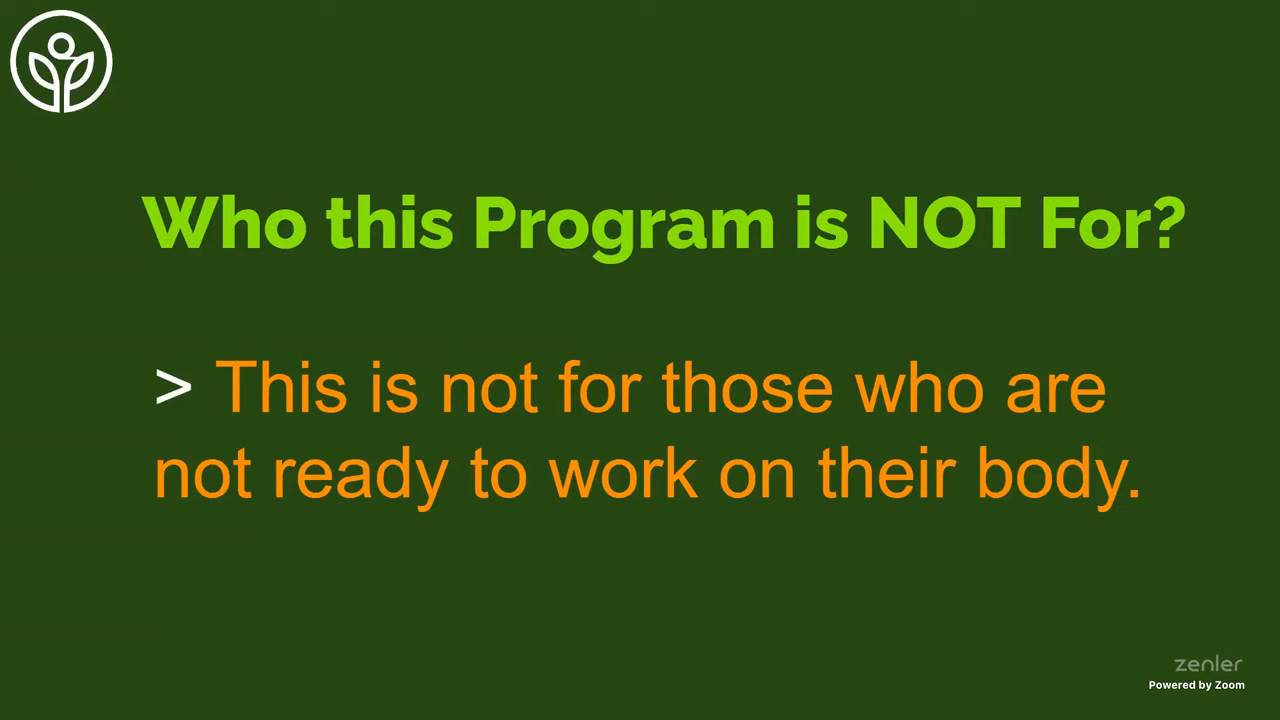 Who this Program is NOT For?
> This is not for those who are
not ready to work on their body.
zenler
Powered by Zoom